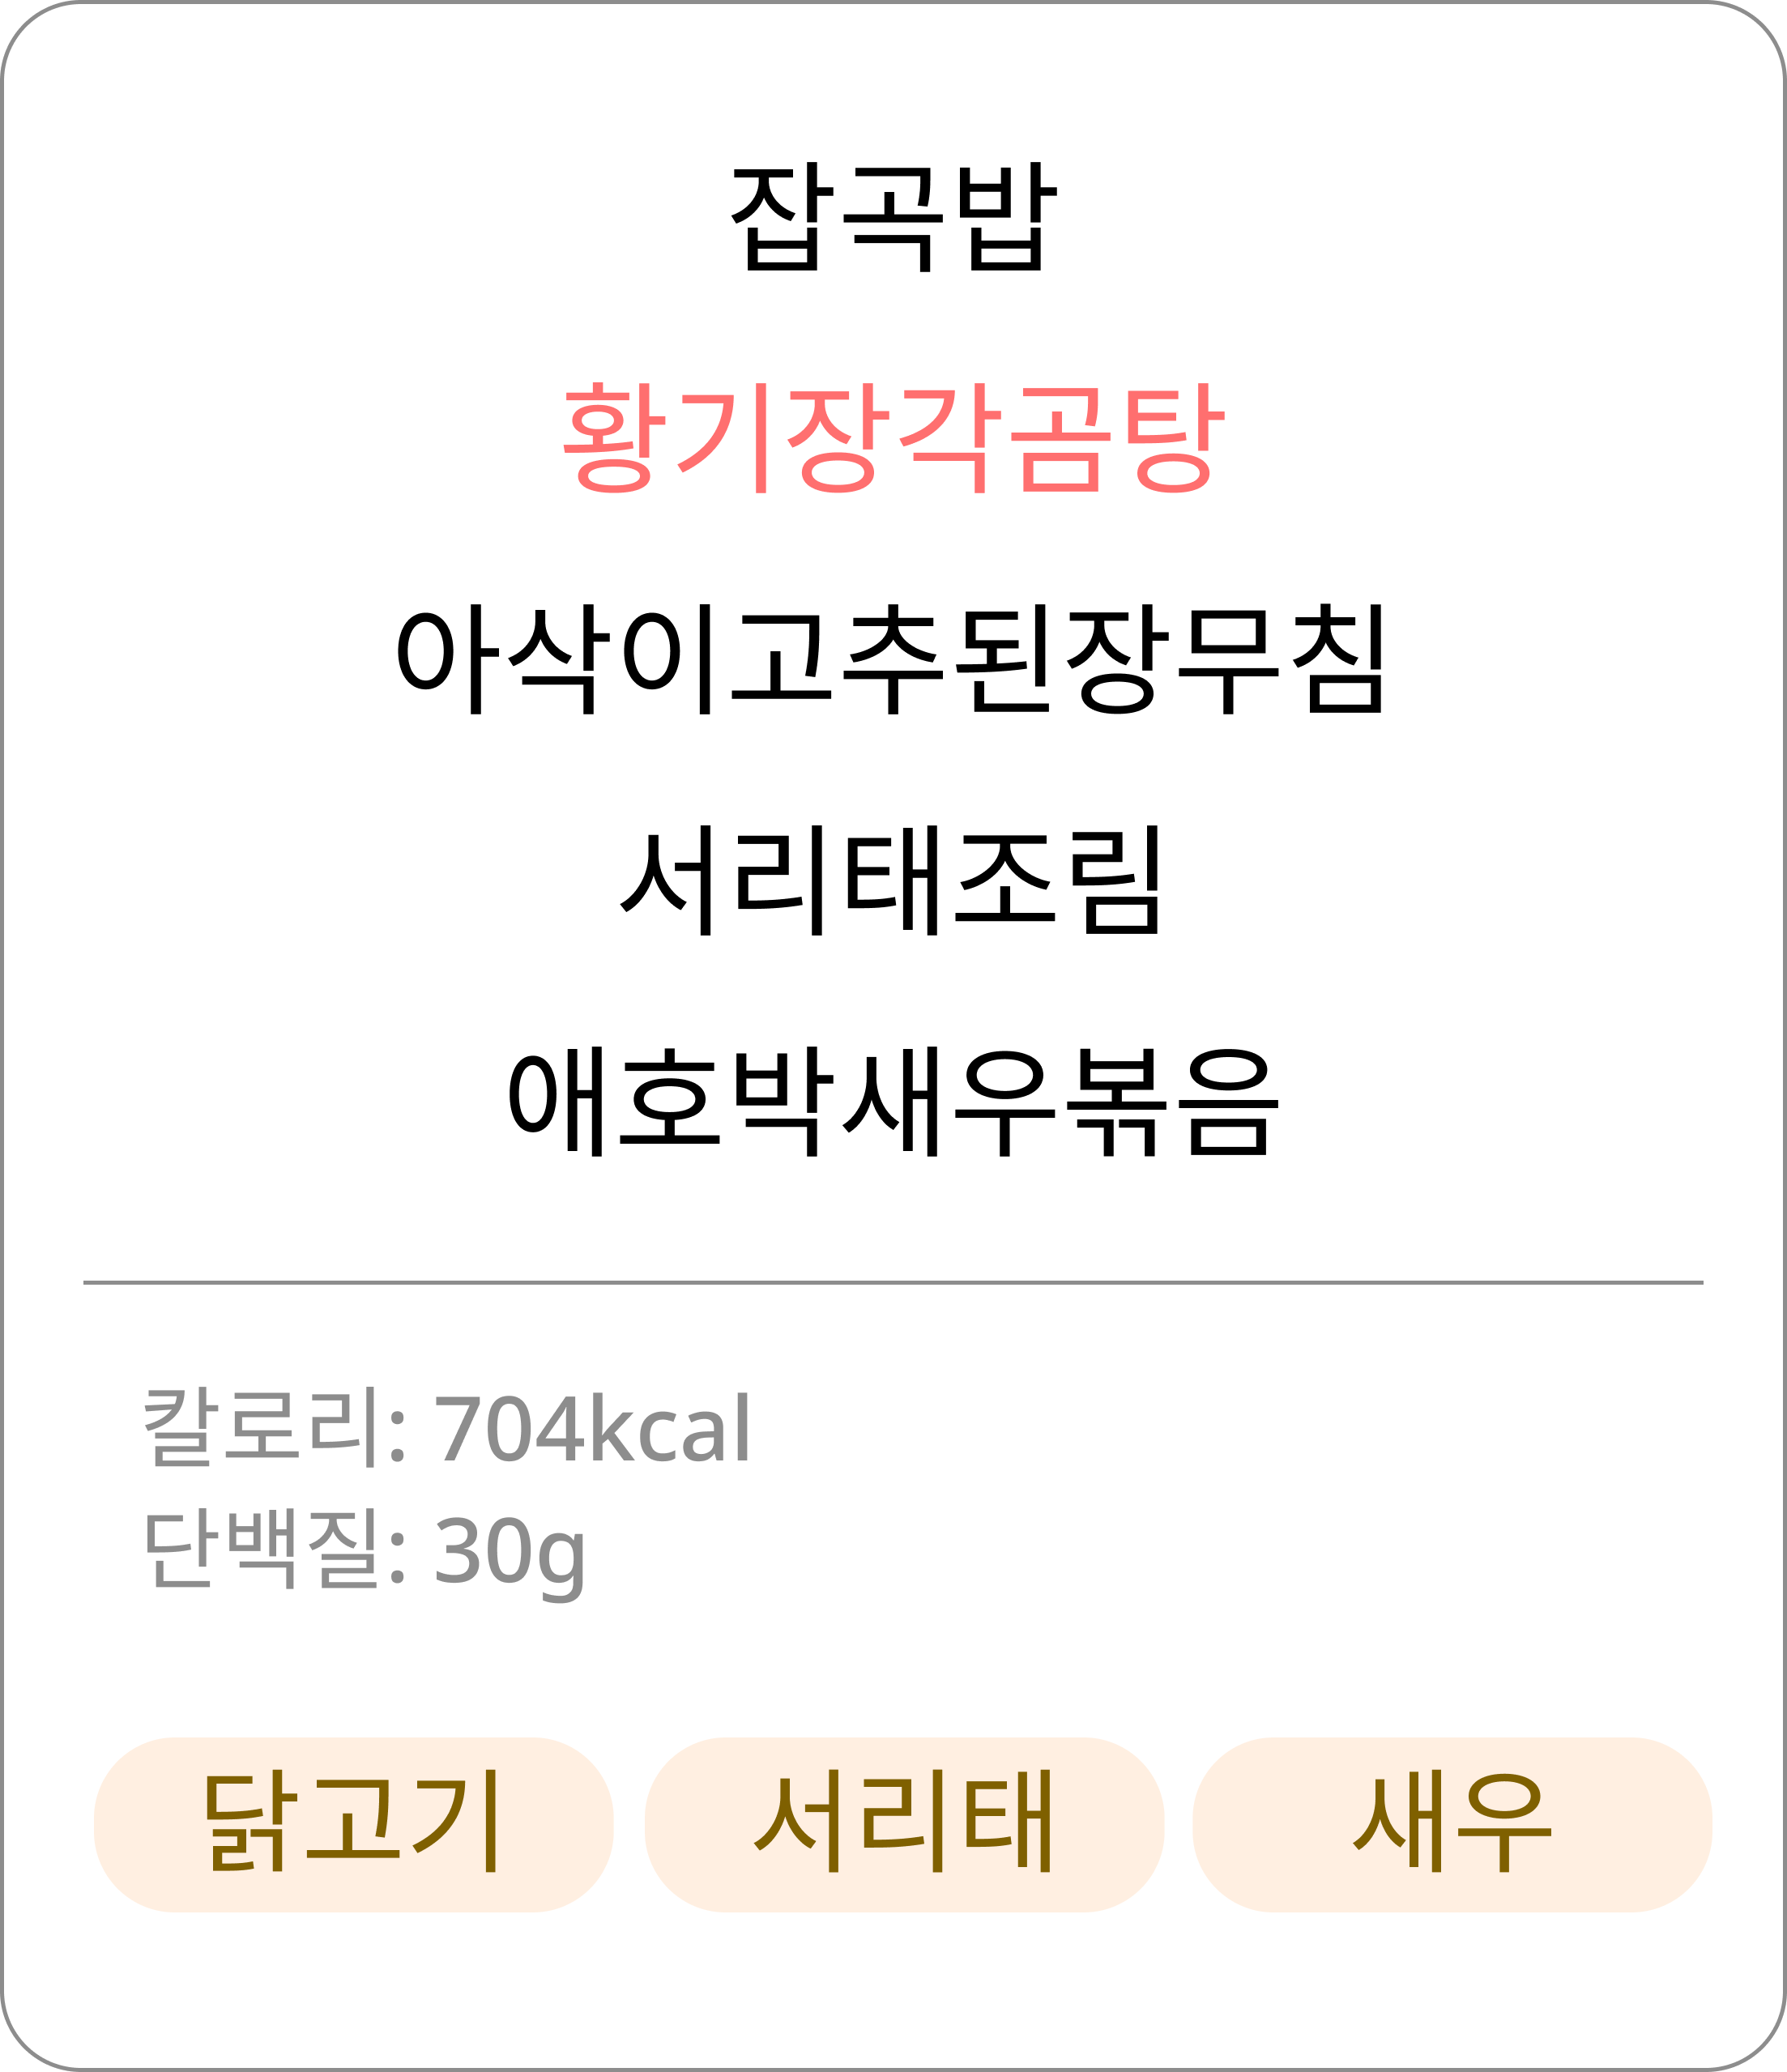 잡곡밥
황기장각곰탕
아삭이고추된장무침
서리태조림
애호박새우볶음
칼로리: 704kcal
단백질: 30g
닭고기 서리태 새우